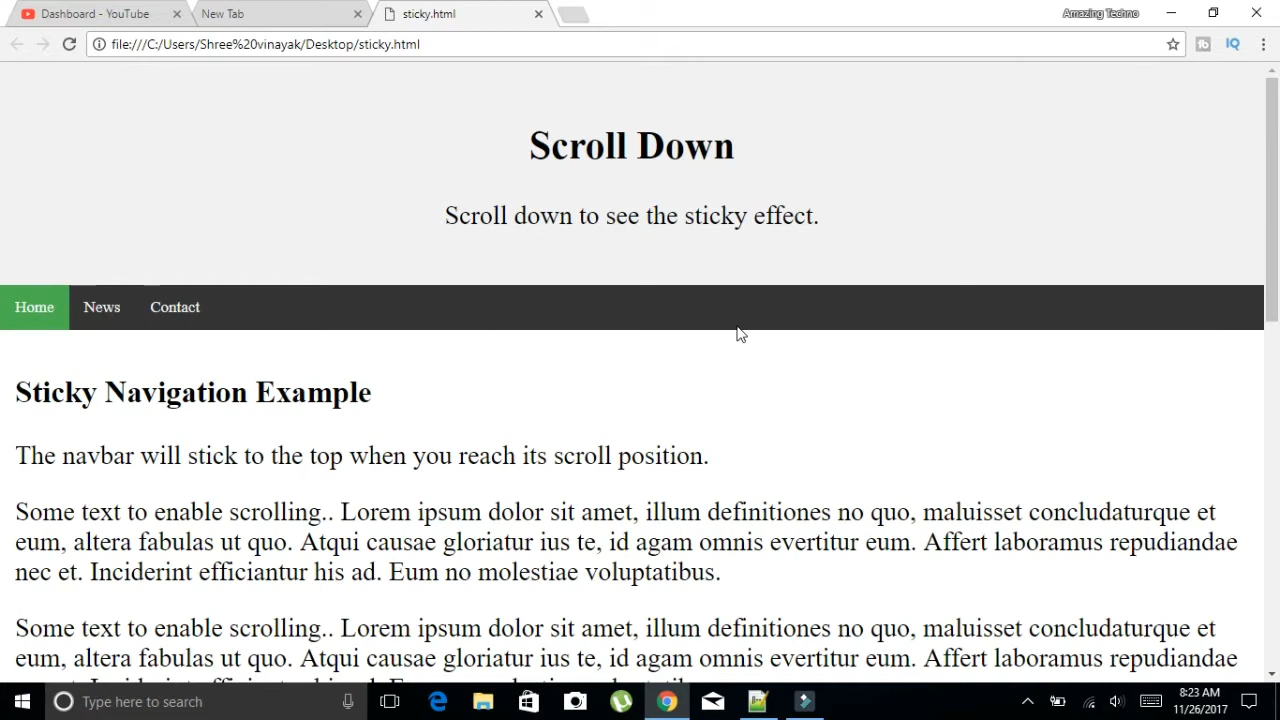 Dashboard - YouTube
New Tab
sticky.html
Amazing Techno
file:///C:/Users/Shree%20vinayak/Desktop/sticky.html
tb
IQ
Scroll Down
Scroll down to see the sticky effect.
Home
News
Contact
Sticky Navigation Example
The navbar will stick to the top when you reach its scroll position.
Some text to enable scrolling.. Lorem ipsum dolor sit amet, illum definitiones no quo, maluisset concludaturque et
eum, altera fabulas ut quo. Atqui causae gloriatur ius te, id agam omnis evertitur eum. Affert laboramus repudiandae
nec et. Inciderint efficiantur his ad. Eum no molestiae voluptatibus.
Some text to enable scrolling.. Lorem ipsum dolor sit amet, illum definitiones no quo, maluisset concludaturque et
eum, altera fabulas ut quo. Atqui causae gloriatur ius te, id agam omnis evertitur eum. Affert laboramus repudiandae
Type here to search
8:23 AM
11/26/2017